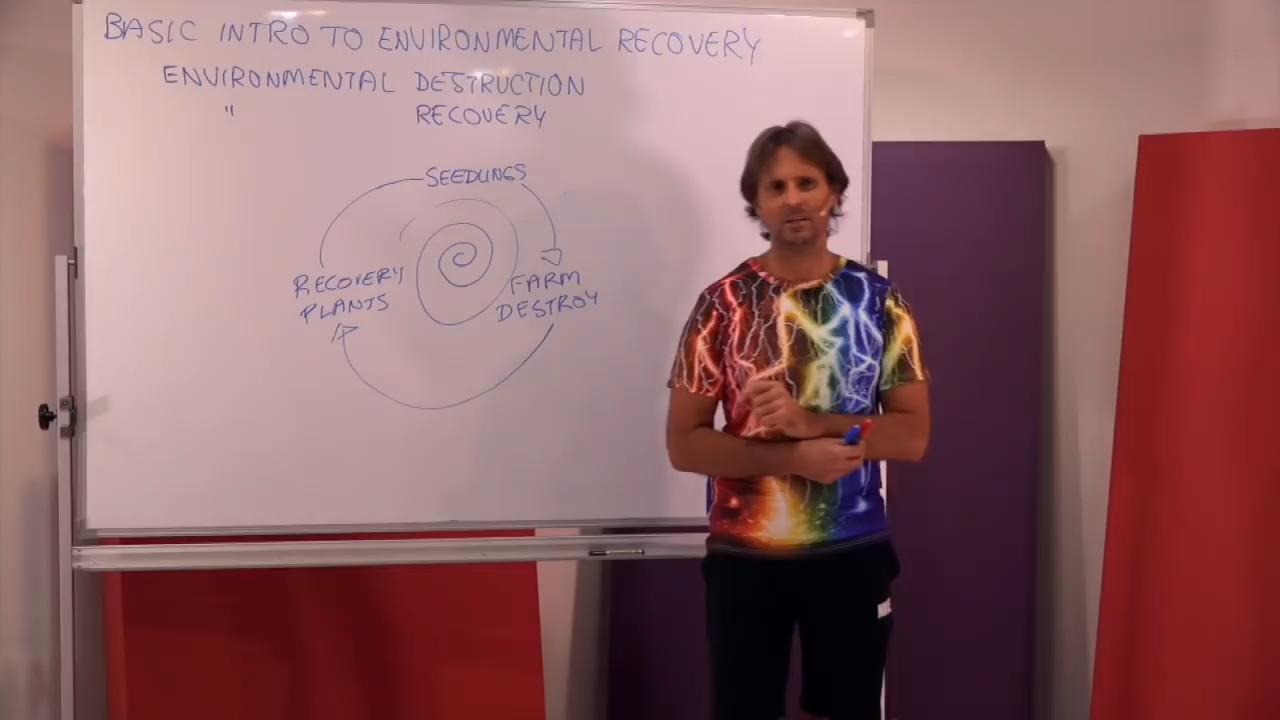 BASIC INTRO TO ENVIRONMENTAL RECOVERY
ENVIRONMENTAL DESTRUCTION
" RECOVERY
SEEDLINGS
RECOVERY
PLANTS
FARM
DESTROY